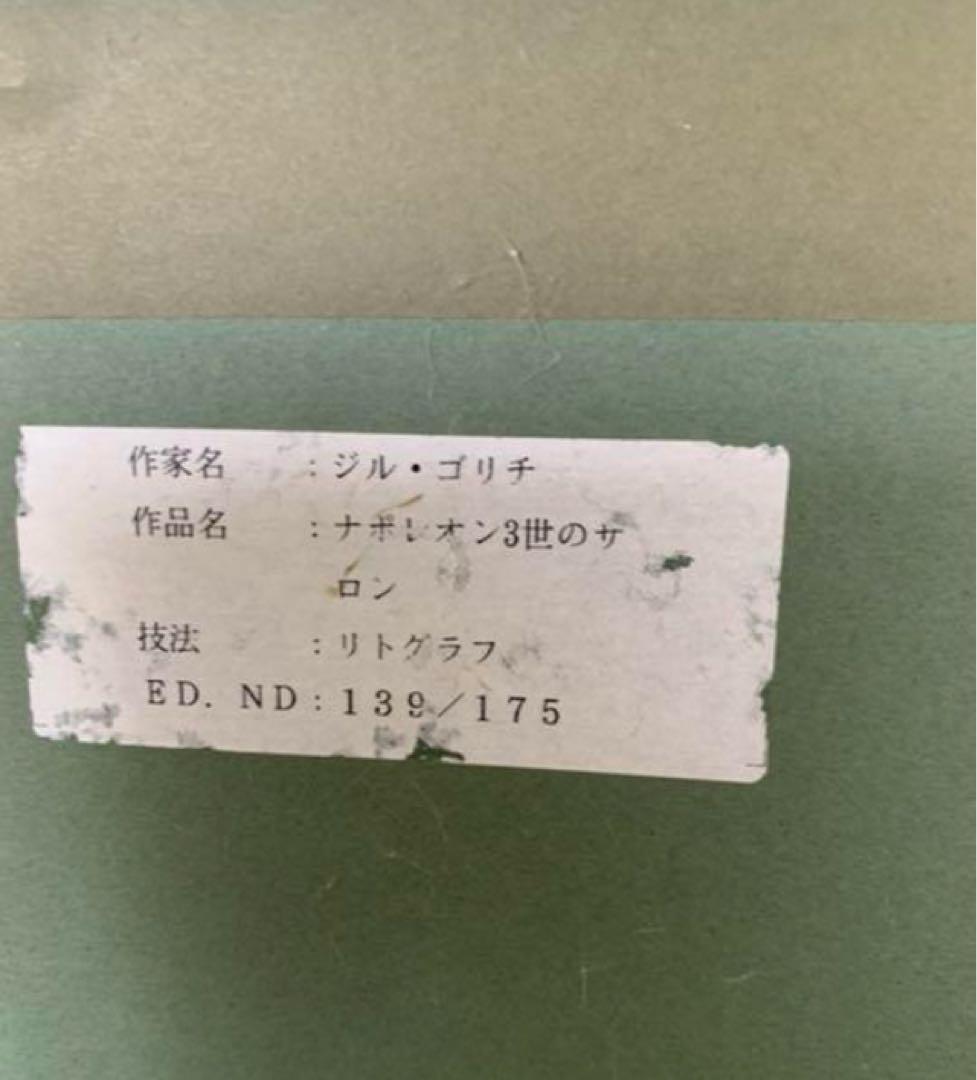 作家名 :ジル・ゴリチ
作品名 :ナポレオン3世のサ
ロン
技法 :リトグラフ
ED. ND:139/175